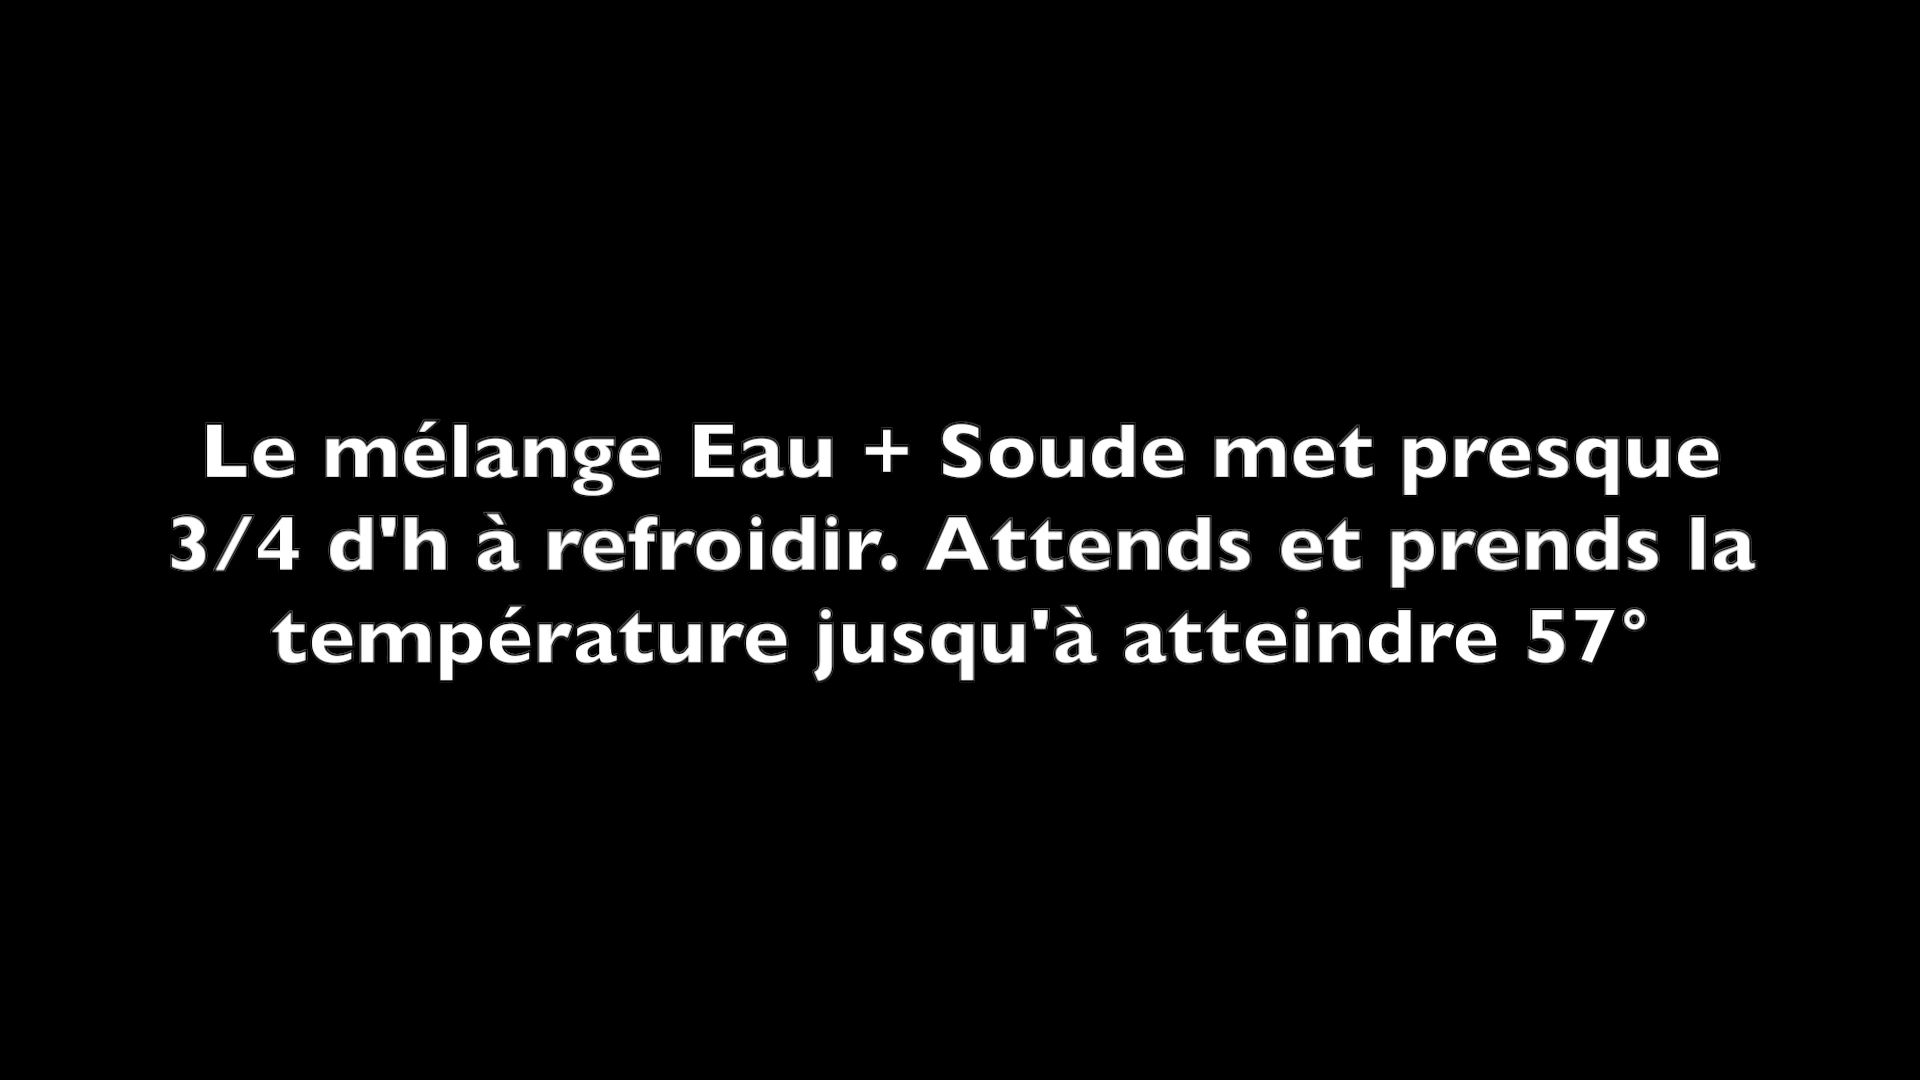 Le mélange Eau + Soude met presque
3/4 d'h à refroidir. Attends et prends la
température jusqu'à atteindre 57°